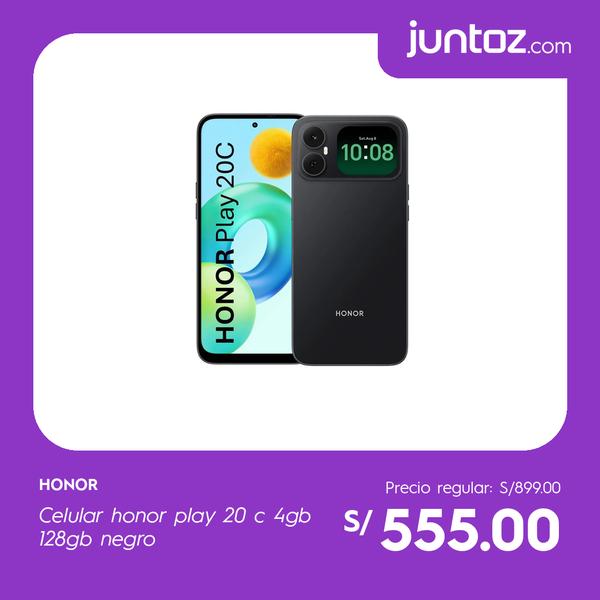 juntoz.com
HONOR Play 20C
Sat, Aug 8
10:08
HONOR
HONOR
Celular honor play 20 c 4gb
128gb negro
Precio regular: S/899.00
S/ 555.00